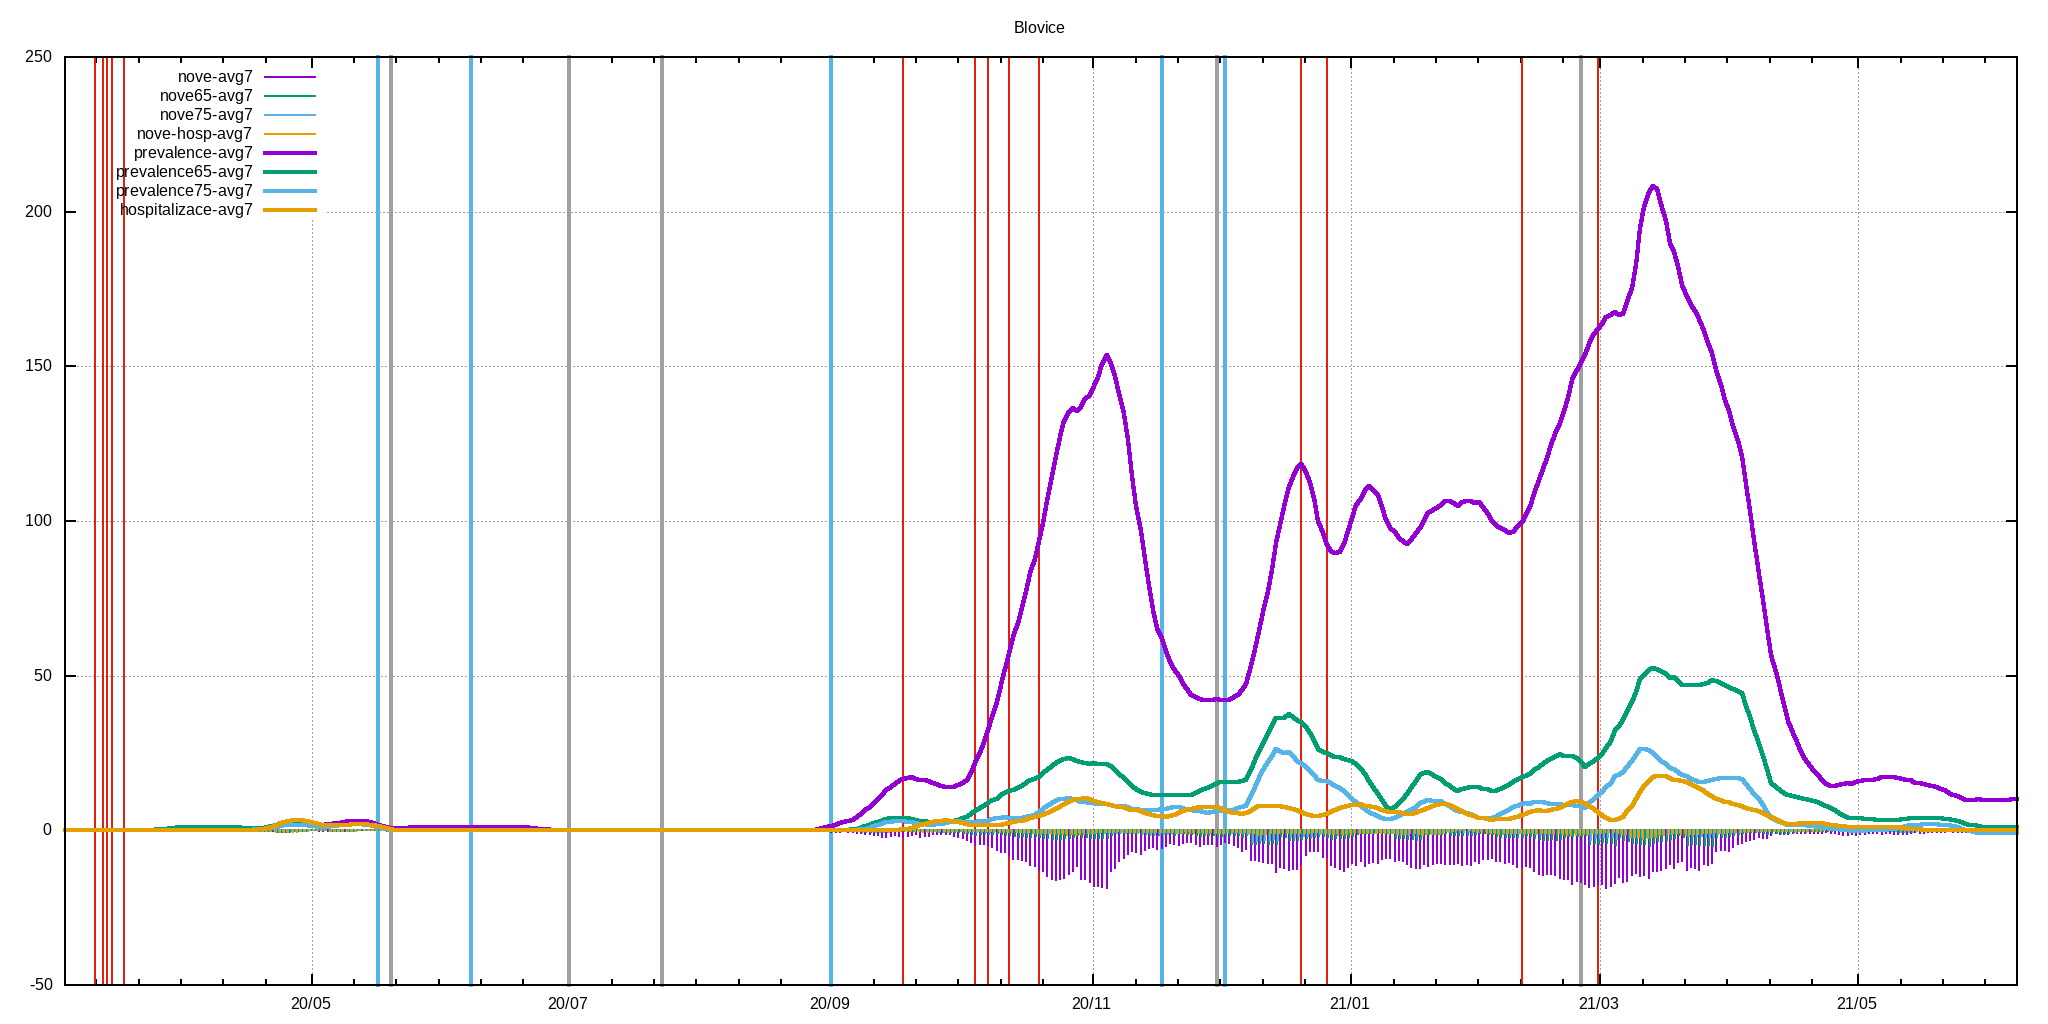 Blovice
250
200
150
100
50
0
-50
nove-avg7
nove65-avg7
nove75-avg7
nove-hosp-avg7
prevalence-avg7
prevalence65-avg7
prevalence75-avg7
hospitalizace-avg7
20/05
20/07
20/09
20/11
21/01
21/03
21/05